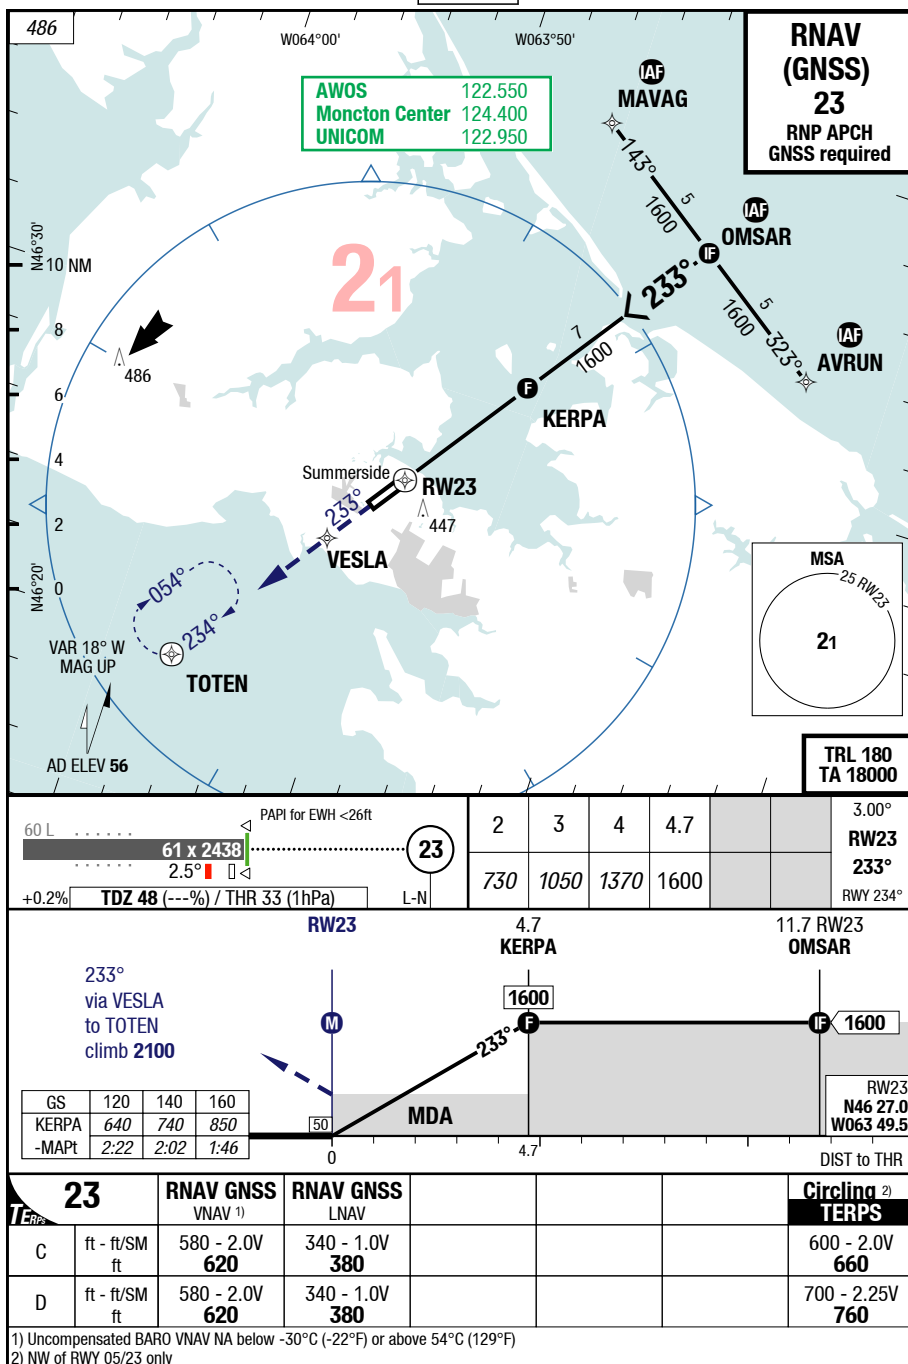 486
W064°00'
W063°50'
RNAV
(GNSS)
23
RNP APCH
GNSS required
AWOS 122.550
Moncton Center 124.400
UNICOM 122.950
IAF
MAVAG
143°
5
1600
IAF
OMSAR
IF
233°
5
1600
323°
IAF
AVRUN
N46°30'
10 NM
21
8
486
7
1600
6
F
KERPA
4
Summerside
RW23
447
2
233°
VESLA
N46°20'
0
054°
234°
TOTEN
VAR 18° W
MAG UP
AD ELEV 56
MSA
25 RW23
21
TRL 180
TA 18000
60 L
PAPI for EWH <26ft
61 x 2438
2.5°
23
+0.2%
TDZ 48 (---%) / THR 33 (1hPa)
L-N
2 3 4 4.7
730 1050 1370 1600
3.00°
RW23
233°
RWY 234°
RW23
4.7
KERPA
11.7 RW23
OMSAR
233°
via VESLA
to TOTEN
climb 2100
M
1600
F
233°
IF
1600
MDA
50
GS 120 140 160
KERPA 640 740 850
-MAPt 2:22 2:02 1:46
RW23
N46 27.0
W063 49.5
0
4.7
DIST to THR
TERPS
23
RNAV GNSS
VNAV 1)
RNAV GNSS
LNAV
Circling 2)
TERPS
C ft - ft/SM 580 - 2.0V 340 - 1.0V 600 - 2.0V
ft 620 380 660
D ft - ft/SM 580 - 2.0V 340 - 1.0V 700 - 2.25V
ft 620 380 760
1) Uncompensated BARO VNAV NA below -30°C (-22°F) or above 54°C (129°F)
2) NW of RWY 05/23 only